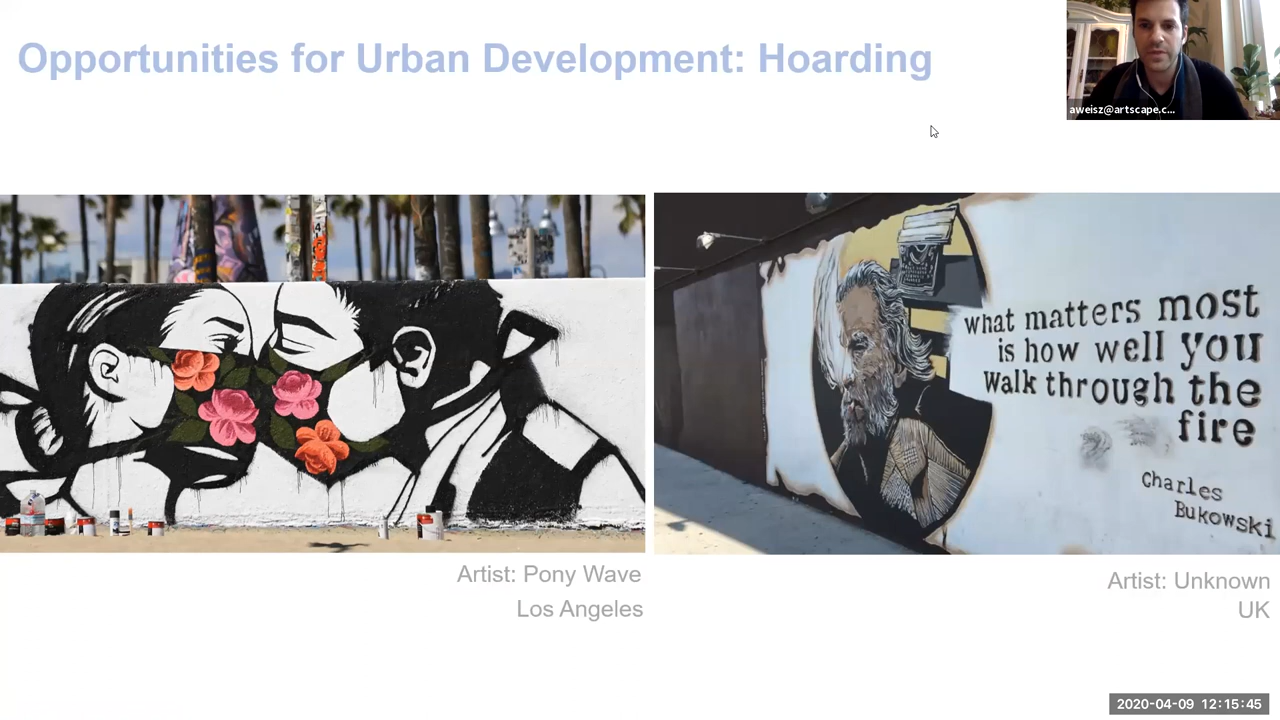 Opportunities for Urban Development: Hoarding
aweisz@artscape.c...
what matters most
is how well you
walk through the
fire
Charles
Bukowski
Artist: Pony Wave
Los Angeles
Artist: Unknown
UK
2020-04-09 12:15:45